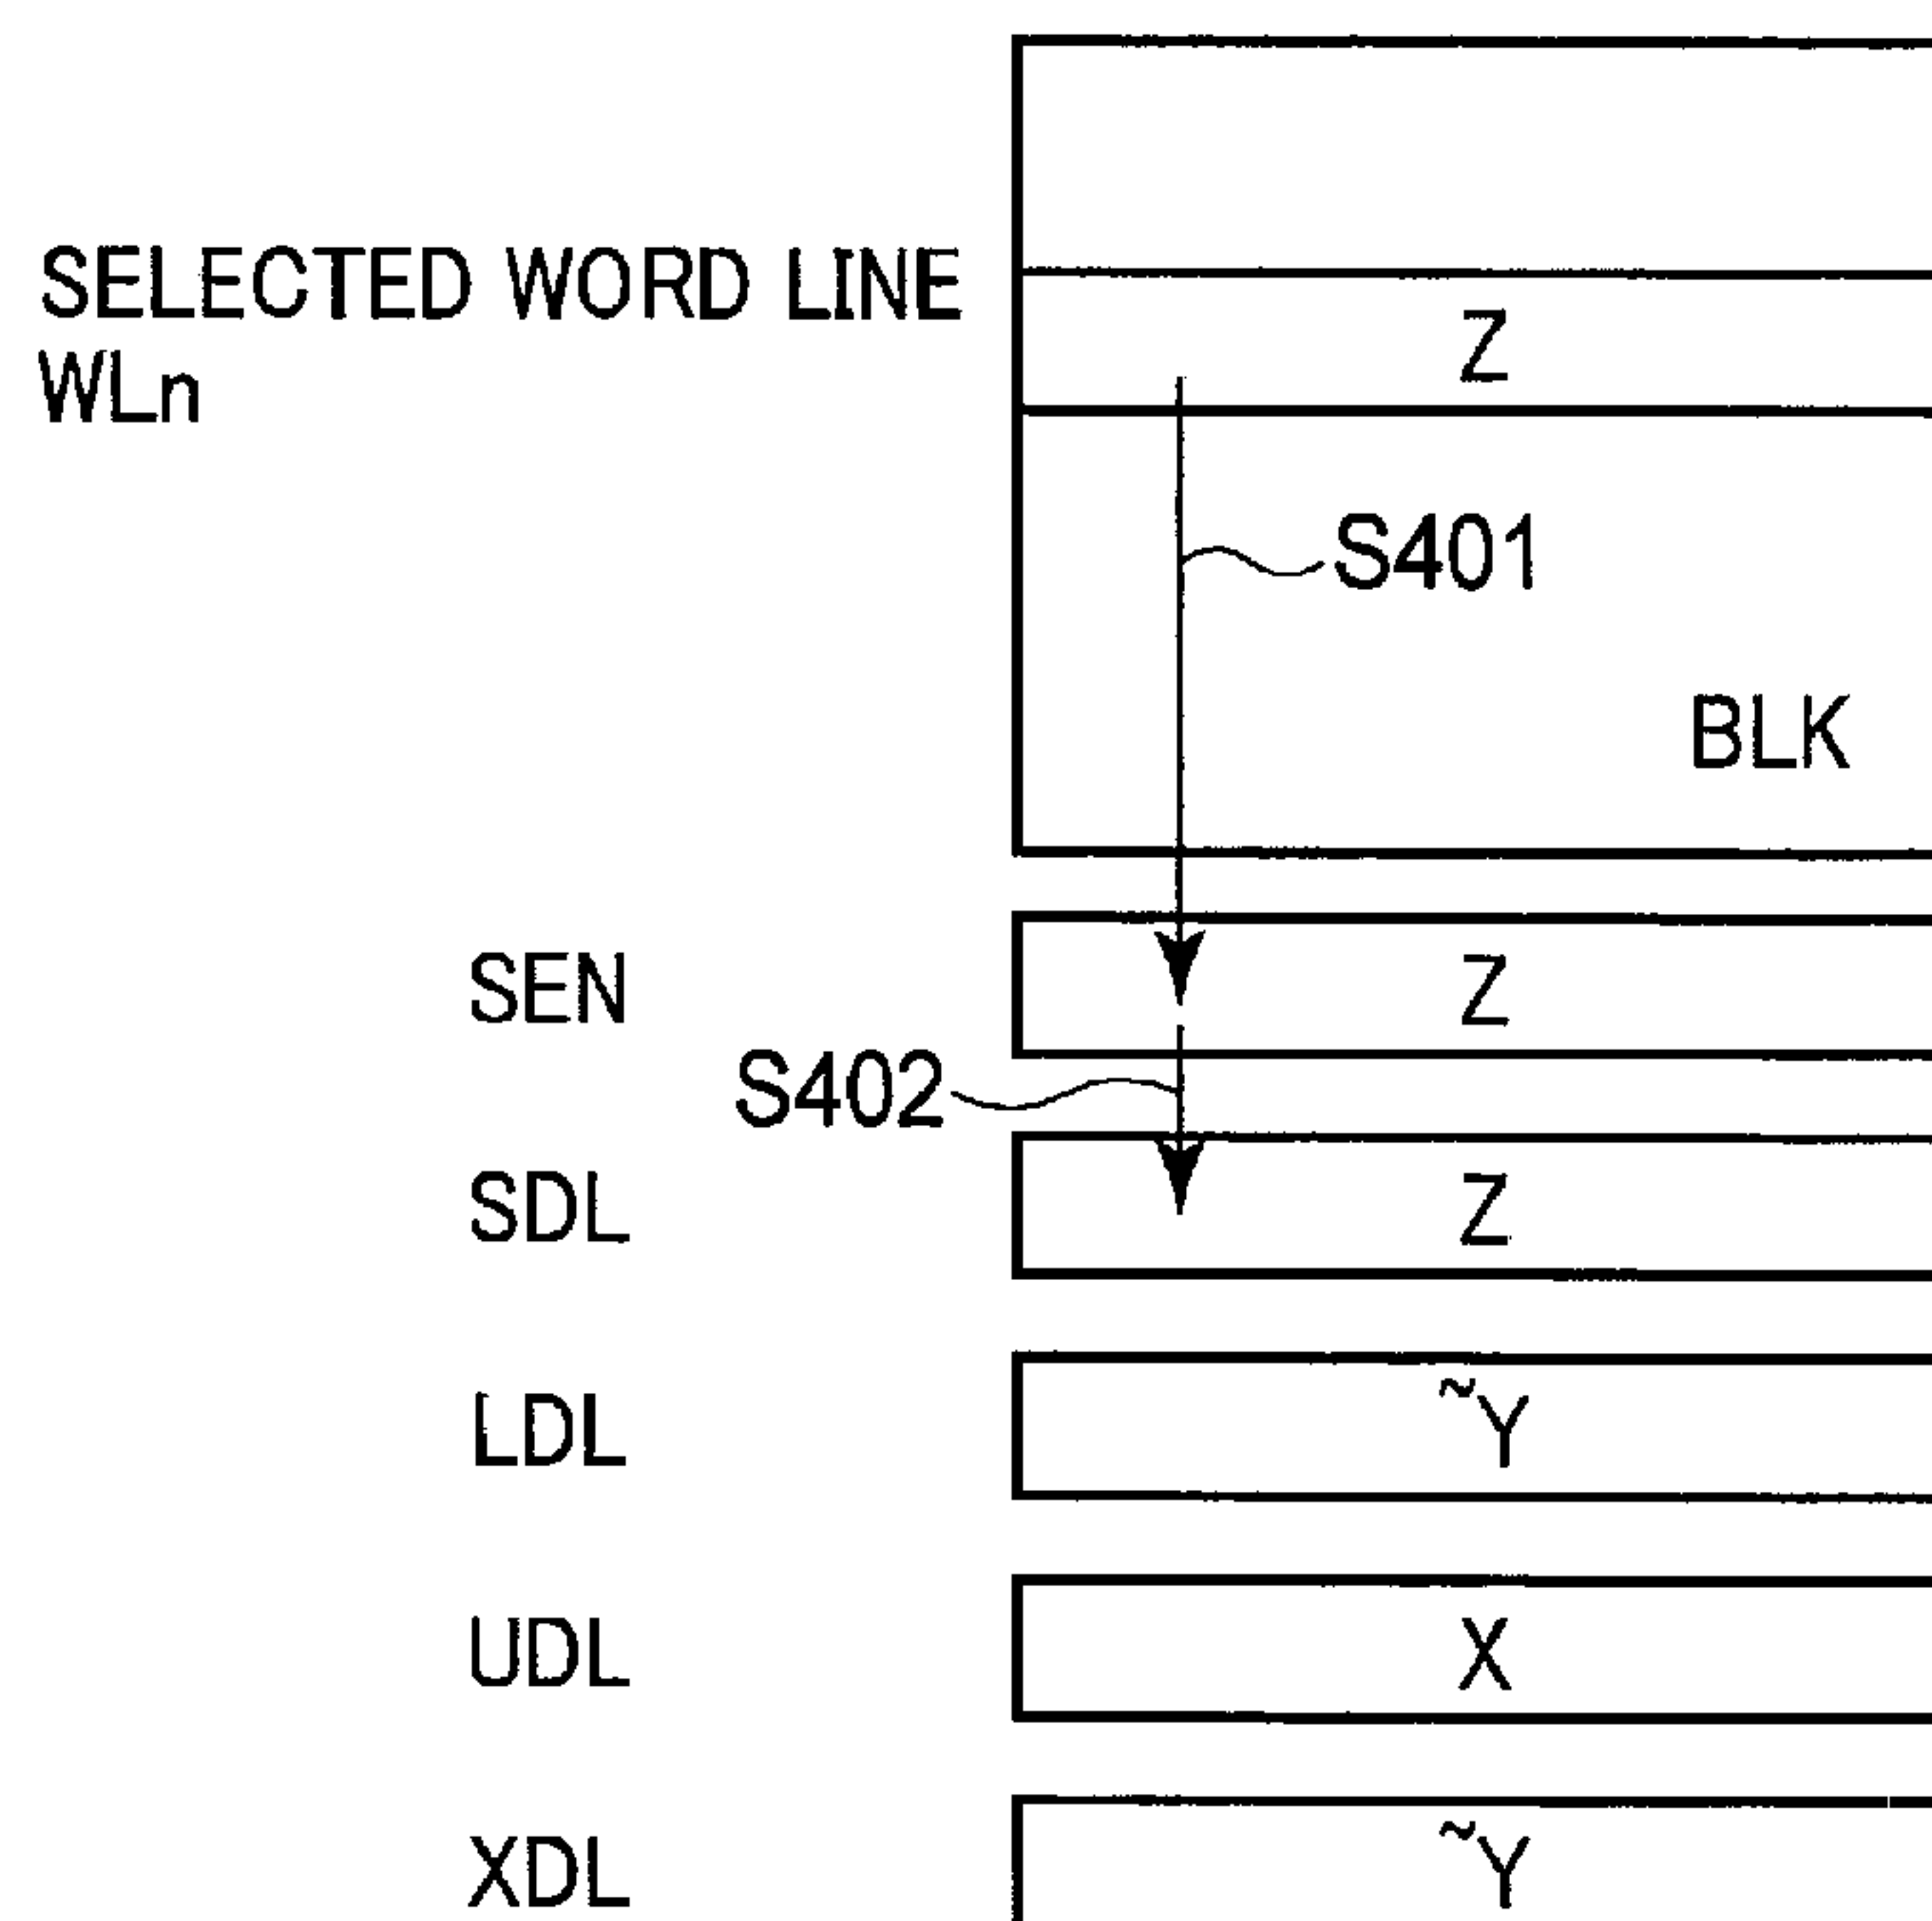 SELECTED WORD LINE
WLn
Z
S401
BLK
SEN
Z
S402
SDL
Z
LDL
~Y
UDL
X
XDL
~Y